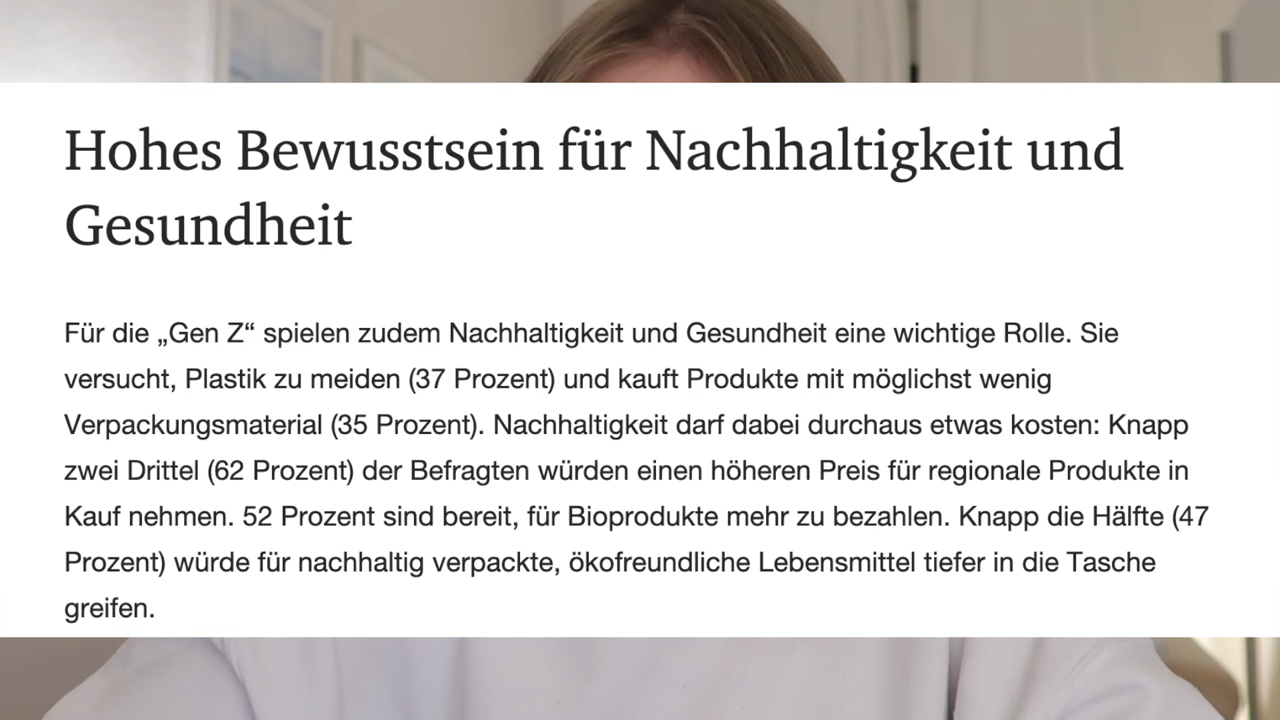 Hohes Bewusstsein für Nachhaltigkeit und
Gesundheit
Für die „Gen Z“ spielen zudem Nachhaltigkeit und Gesundheit eine wichtige Rolle. Sie
versucht, Plastik zu meiden (37 Prozent) und kauft Produkte mit möglichst wenig
Verpackungsmaterial (35 Prozent). Nachhaltigkeit darf dabei durchaus etwas kosten: Knapp
zwei Drittel (62 Prozent) der Befragten würden einen höheren Preis für regionale Produkte in
Kauf nehmen. 52 Prozent sind bereit, für Bioprodukte mehr zu bezahlen. Knapp die Hälfte (47
Prozent) würde für nachhaltig verpackte, ökofreundliche Lebensmittel tiefer in die Tasche
greifen.